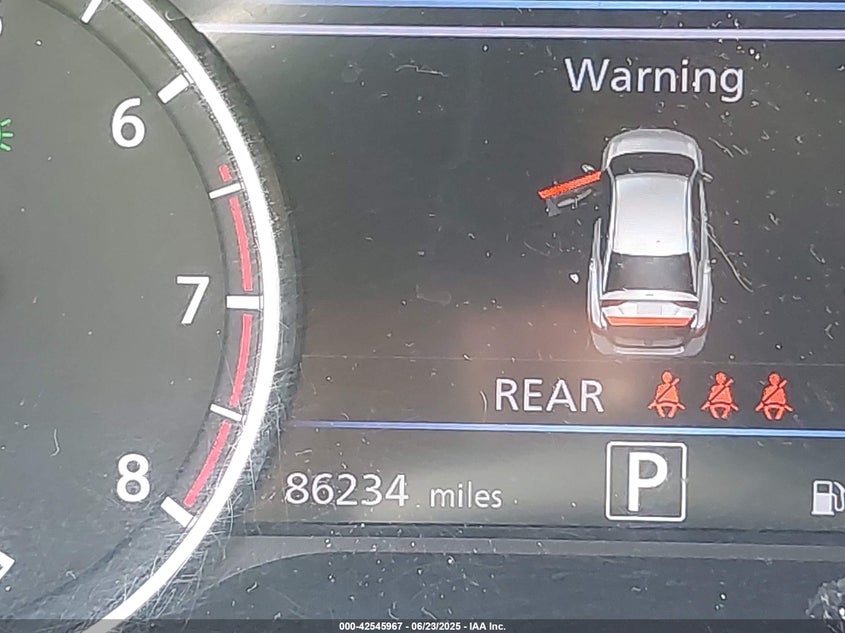 Warning
6
7
REAR
8
86234 miles
P
000-42545967 - 06/23/2025 - IAA Inc.